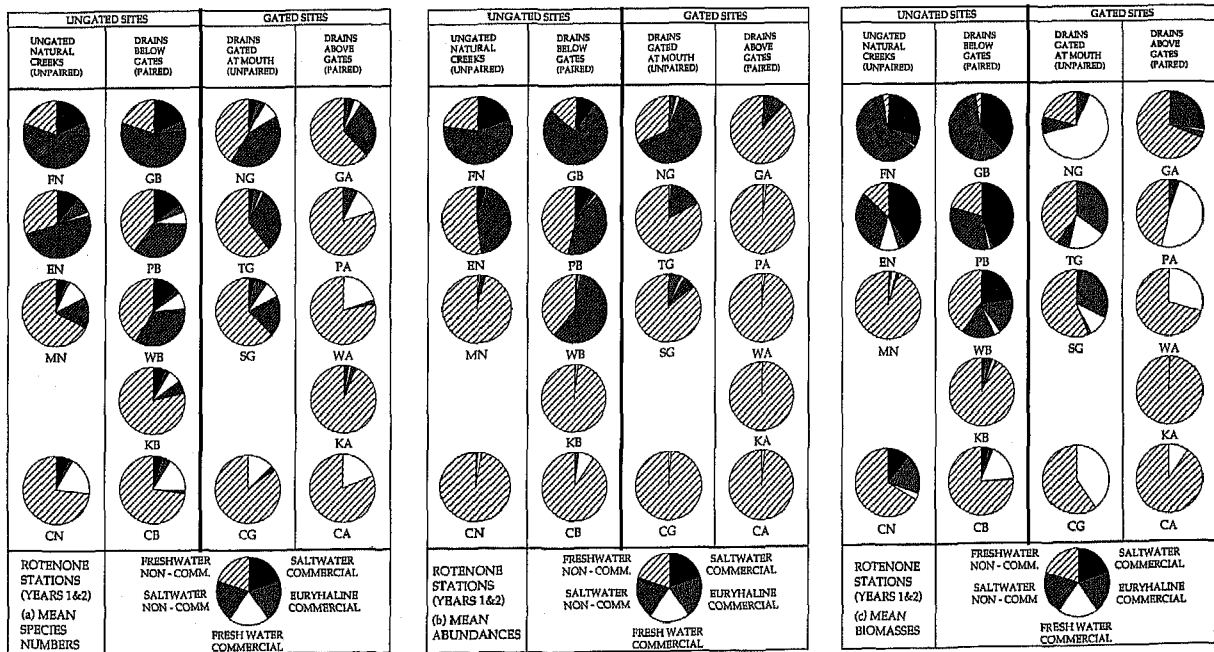 UNGATED SITES
GATED SITES
UNGATED
NATURAL
CREEKS
(UNPAIRED)
DRAINS
BELOW
GATES
(PAIRED)
DRAINS
GATED
AT MOUTH
(UNPAIRED)
DRAINS
ABOVE
GATES
(PAIRED)
FN
GB
NG
GA
EN
PB
TG
PA
MN
WB
SG
WA
KB
KA
CN
CB
CG
CA
ROTENONE
STATIONS
(YEARS 1&2)
(a) MEAN
SPECIES
NUMBERS
FRESHWATER
NON - COMM.
SALTWATER
COMMERCIAL
SALTWATER
NON - COMM
EURYHALINE
COMMERCIAL
FRESH WATER
COMMERCIAL
UNGATED SITES
GATED SITES
UNGATED
NATURAL
CREEKS
(UNPAIRED)
DRAINS
BELOW
GATES
(PAIRED)
DRAINS
GATED
AT MOUTH
(UNPAIRED)
DRAINS
ABOVE
GATES
(PAIRED)
FN
GB
NG
GA
EN
PB
TG
PA
MN
WB
SG
WA
KB
KA
CN
CB
CG
CA
ROTENONE
STATIONS
(YEARS 1&2)
(b) MEAN
ABUNDANCES
FRESHWATER
NON - COMM.
SALTWATER
COMMERCIAL
SALTWATER
NON - COMM
EURYHALINE
COMMERCIAL
FRESH WATER
COMMERCIAL
UNGATED SITES
GATED SITES
UNGATED
NATURAL
CREEKS
(UNPAIRED)
DRAINS
BELOW
GATES
(PAIRED)
DRAINS
GATED
AT MOUTH
(UNPAIRED)
DRAINS
ABOVE
GATES
(PAIRED)
FN
GB
NG
GA
EN
PB
TG
PA
MN
WB
SG
WA
KB
KA
CN
CB
CG
CA
ROTENONE
STATIONS
(YEARS 1&2)
(c) MEAN
BIOMASSES
FRESHWATER
NON - COMM.
SALTWATER
COMMERCIAL
SALTWATER
NON - COMM
EURYHALINE
COMMERCIAL
FRESH WATER
COMMERCIAL